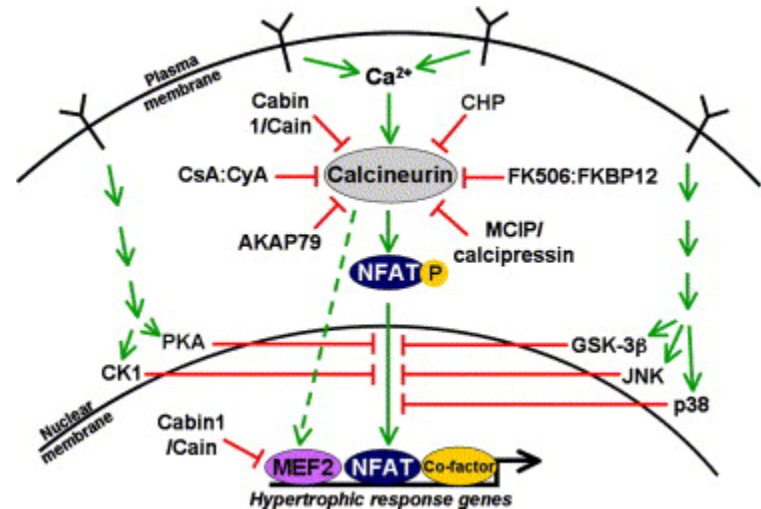 Plasma
membrane
Ca²⁺
Cabin
1/Cain
CHP
CsA:CyA
Calcineurin
FK506:FKBP12
AKAP79
MCIP/
calcipressin
NFAT P
PKA
GSK-3β
CK1
JNK
p38
Nuclear
membrane
Cabin1
/Cain
MEF2 NFAT Co-factor
Hypertrophic response genes